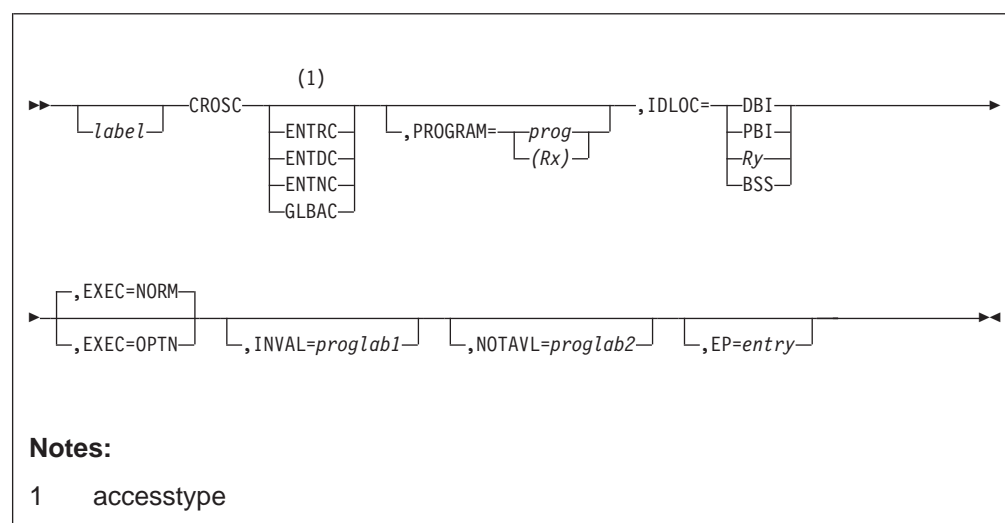 (1)
CROSC ,IDLOC= DBI
label ENTRC ,PROGRAM= prog PBI
ENTDC (Rx) Ry
ENTNC BSS
GLBAC
,EXEC=NORM
,EXEC=OPTN ,INVAL=proglab1 ,NOTAVL=proglab2 ,EP=entry
Notes:
1 accesstype